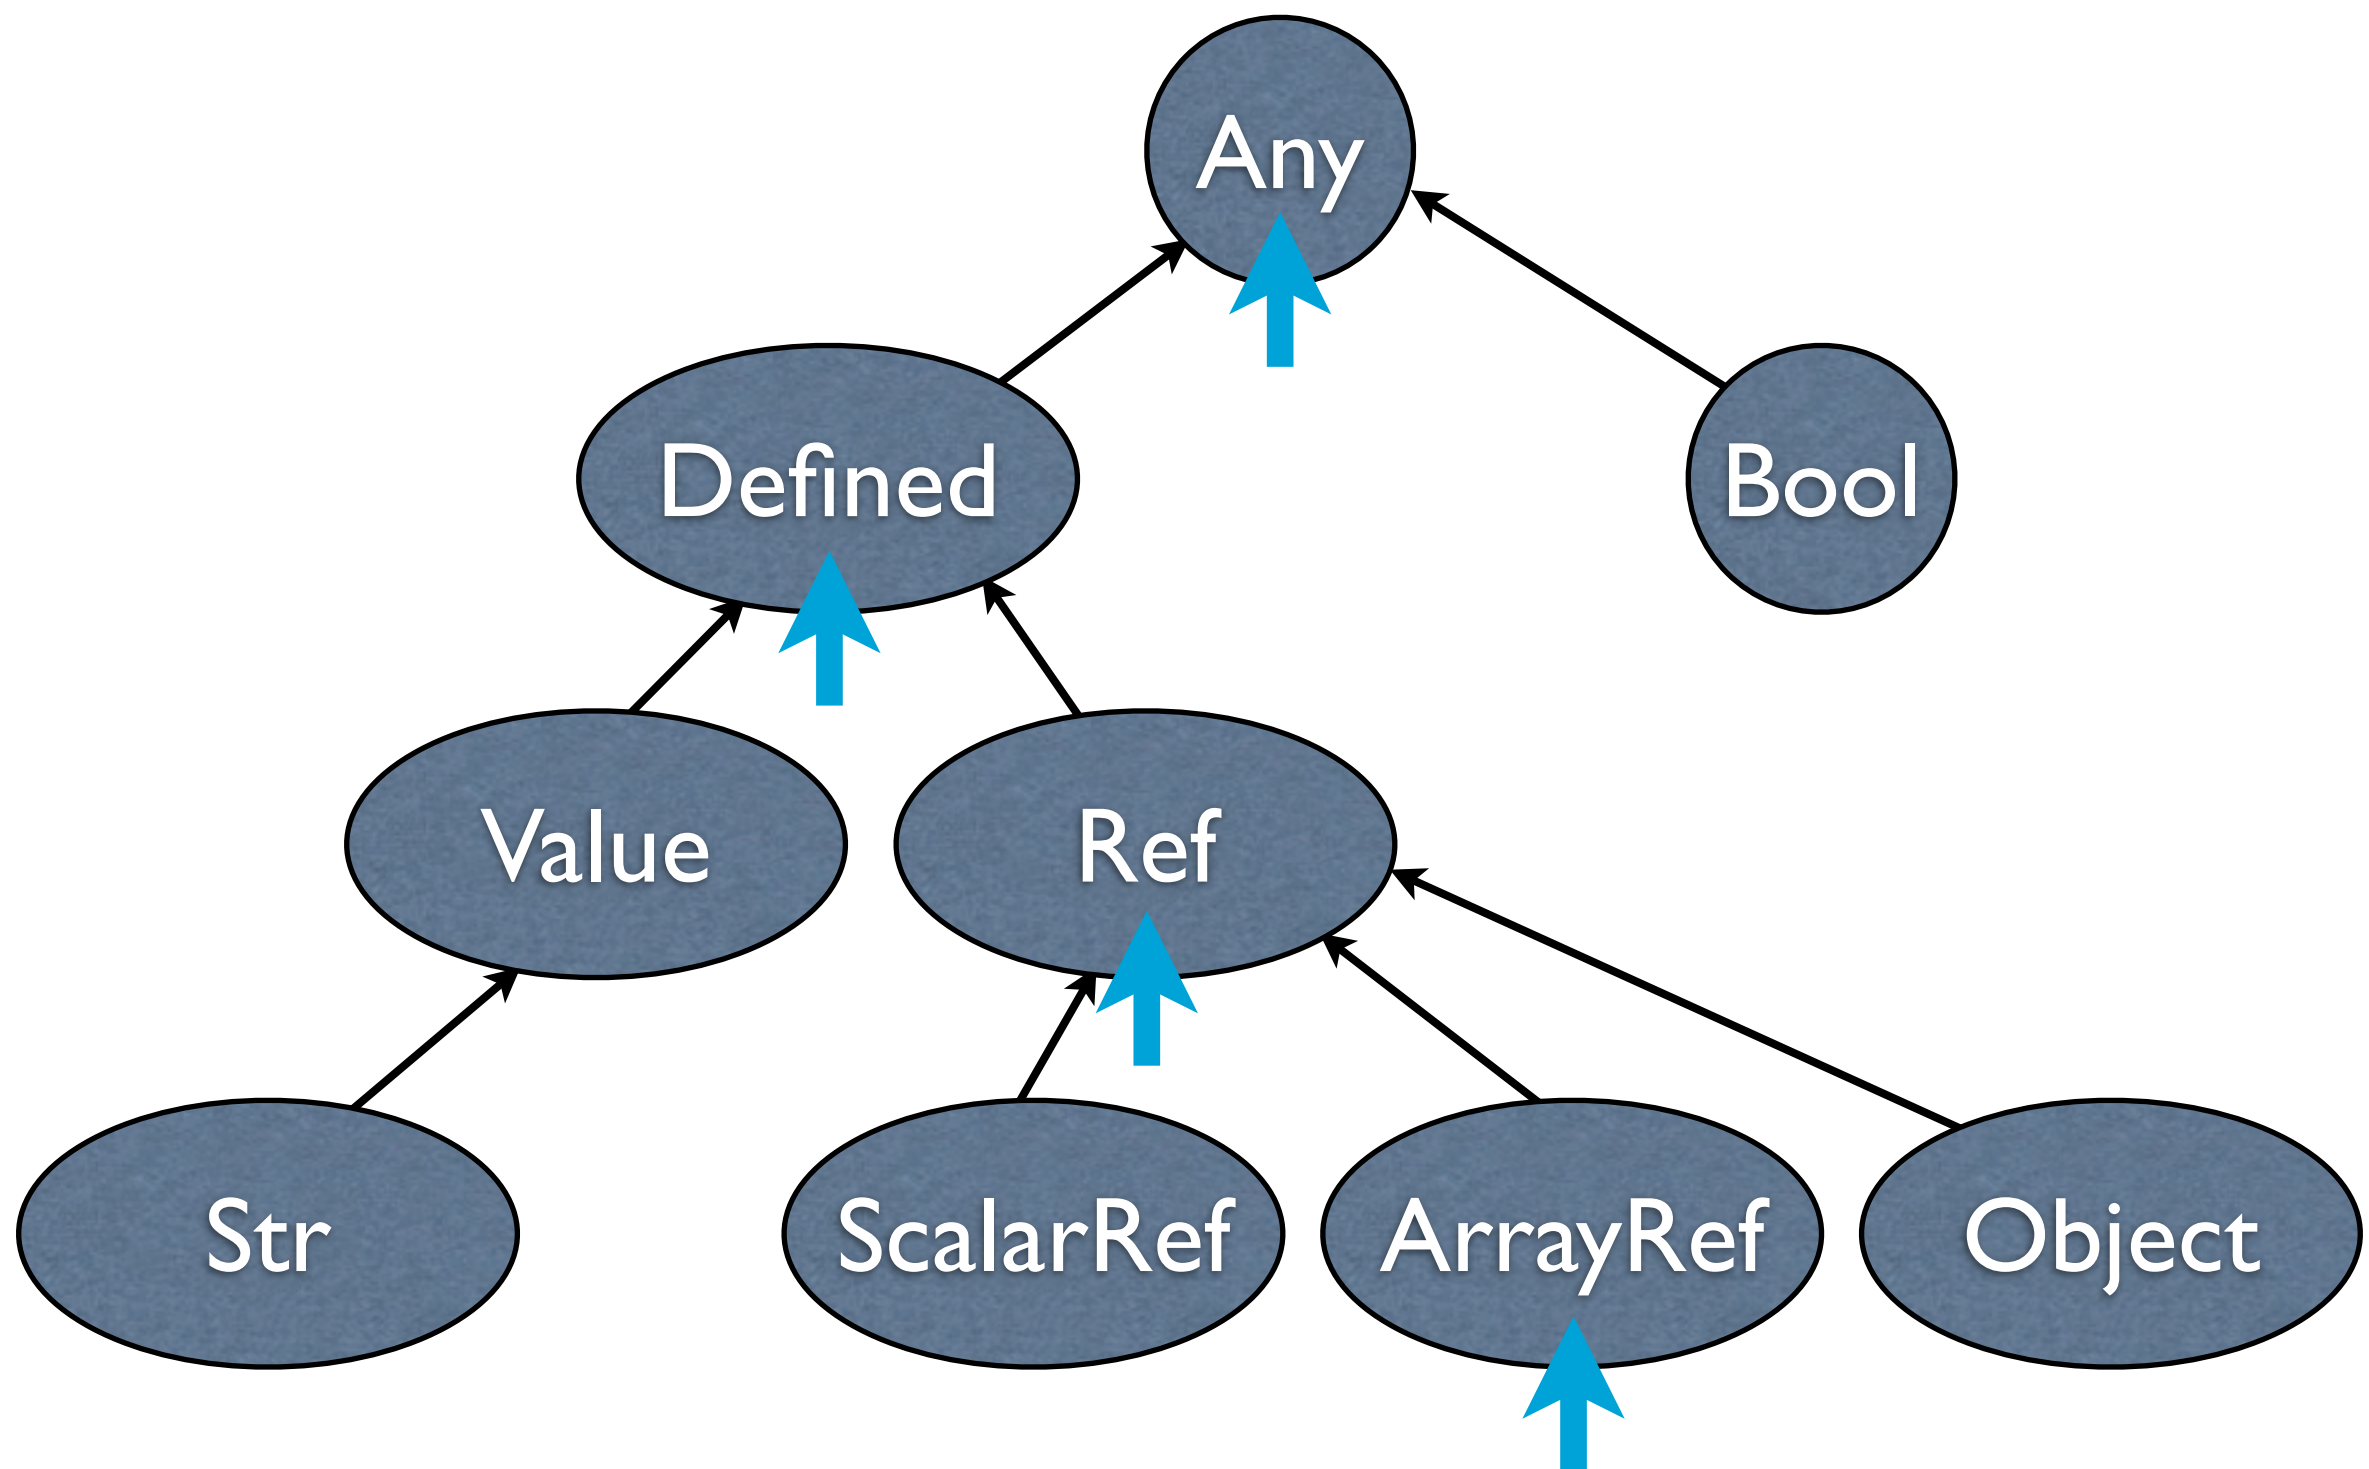 Any
Defined
Bool
Value
Ref
Str
ScalarRef
ArrayRef
Object